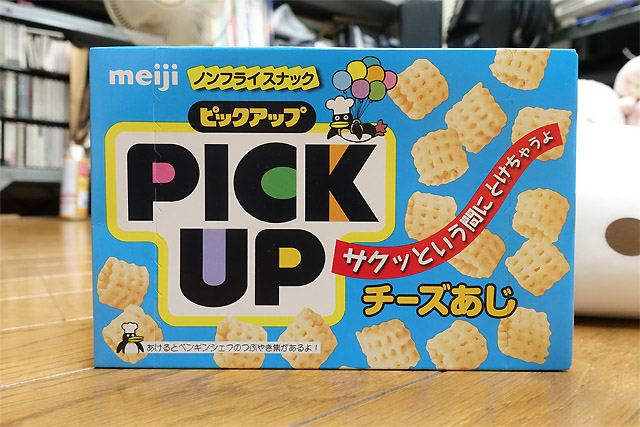 meiji
ノンフライスナック
ピックアップ
PICK
UP
サクッという間にとけちゃうよ
チーズあじ
あけるとペンギンシェフのつぶやき集があるよ!